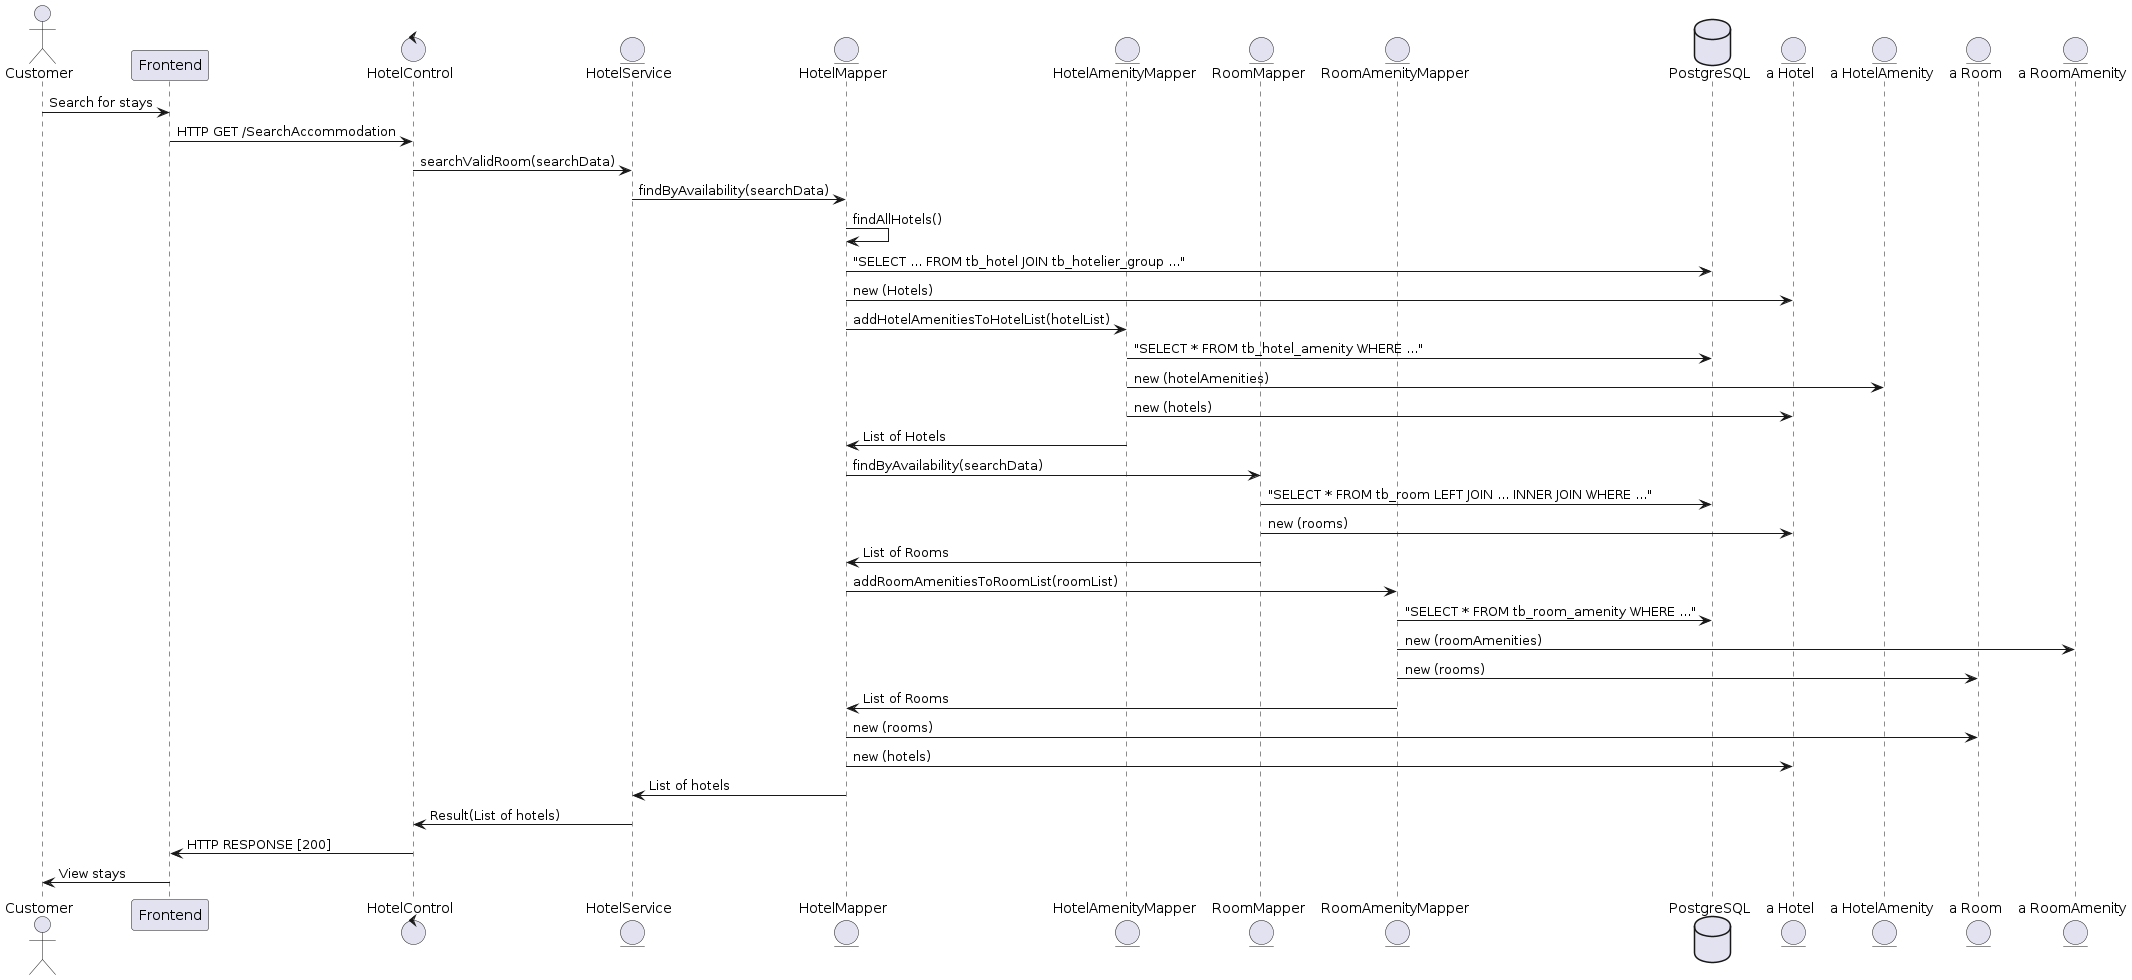 Customer
Frontend
HotelControl
HotelService
HotelMapper
HotelAmenityMapper
RoomMapper
RoomAmenityMapper
PostgreSQL
a Hotel
a HotelAmenity
a Room
a RoomAmenity
Search for stays
HTTP GET /SearchAccommodation
searchValidRoom(searchData)
findByAvailability(searchData)
findAllHotels()
"SELECT ... FROM tb_hotel JOIN tb_hotelier_group ..."
new (Hotels)
addHotelAmenitiesToHotelList(hotelList)
"SELECT * FROM tb_hotel_amenity WHERE ..."
new (hotelAmenities)
new (hotels)
List of Hotels
findByAvailability(searchData)
"SELECT * FROM tb_room LEFT JOIN ... INNER JOIN WHERE ..."
new (rooms)
List of Rooms
addRoomAmenitiesToRoomList(roomList)
"SELECT * FROM tb_room_amenity WHERE ..."
new (roomAmenities)
new (rooms)
List of Rooms
new (rooms)
new (hotels)
List of hotels
Result(List of hotels)
HTTP RESPONSE [200]
View stays
Customer
Frontend
HotelControl
HotelService
HotelMapper
HotelAmenityMapper
RoomMapper
RoomAmenityMapper
PostgreSQL
a Hotel
a HotelAmenity
a Room
a RoomAmenity